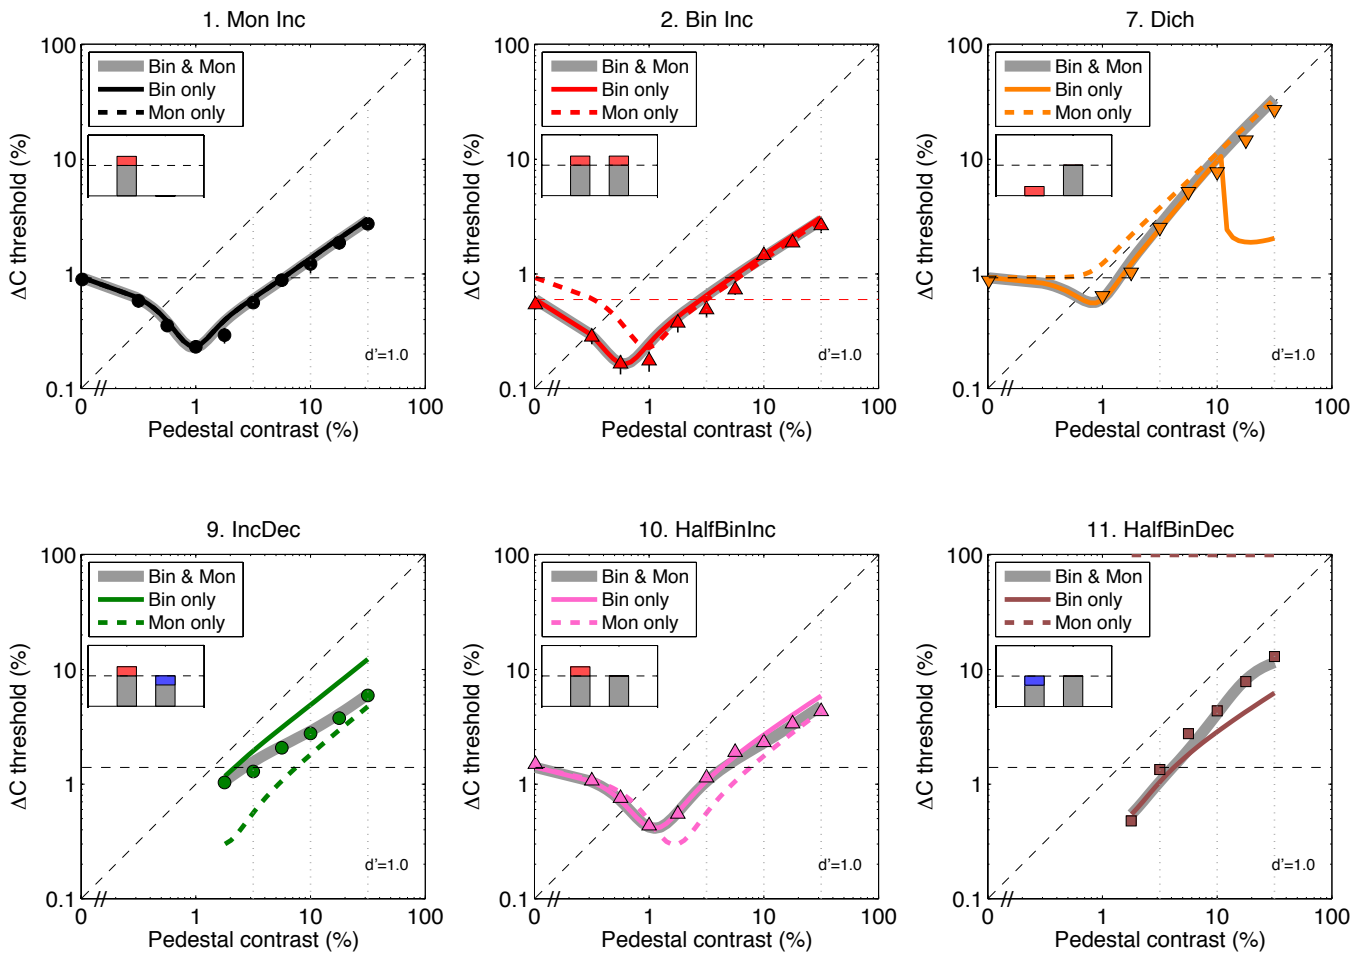 1. Mon Inc
100
10
1
0.1
ΔC threshold (%)
Bin & Mon
Bin only
Mon only
d'=1.0
0
1
10
100
Pedestal contrast (%)
2. Bin Inc
100
10
1
0.1
ΔC threshold (%)
Bin & Mon
Bin only
Mon only
d'=1.0
0
1
10
100
Pedestal contrast (%)
7. Dich
100
10
1
0.1
ΔC threshold (%)
Bin & Mon
Bin only
Mon only
d'=1.0
0
1
10
100
Pedestal contrast (%)
9. IncDec
100
10
1
0.1
ΔC threshold (%)
Bin & Mon
Bin only
Mon only
d'=1.0
0
1
10
100
Pedestal contrast (%)
10. HalfBinInc
100
10
1
0.1
ΔC threshold (%)
Bin & Mon
Bin only
Mon only
d'=1.0
0
1
10
100
Pedestal contrast (%)
11. HalfBinDec
100
10
1
0.1
ΔC threshold (%)
Bin & Mon
Bin only
Mon only
d'=1.0
0
1
10
100
Pedestal contrast (%)